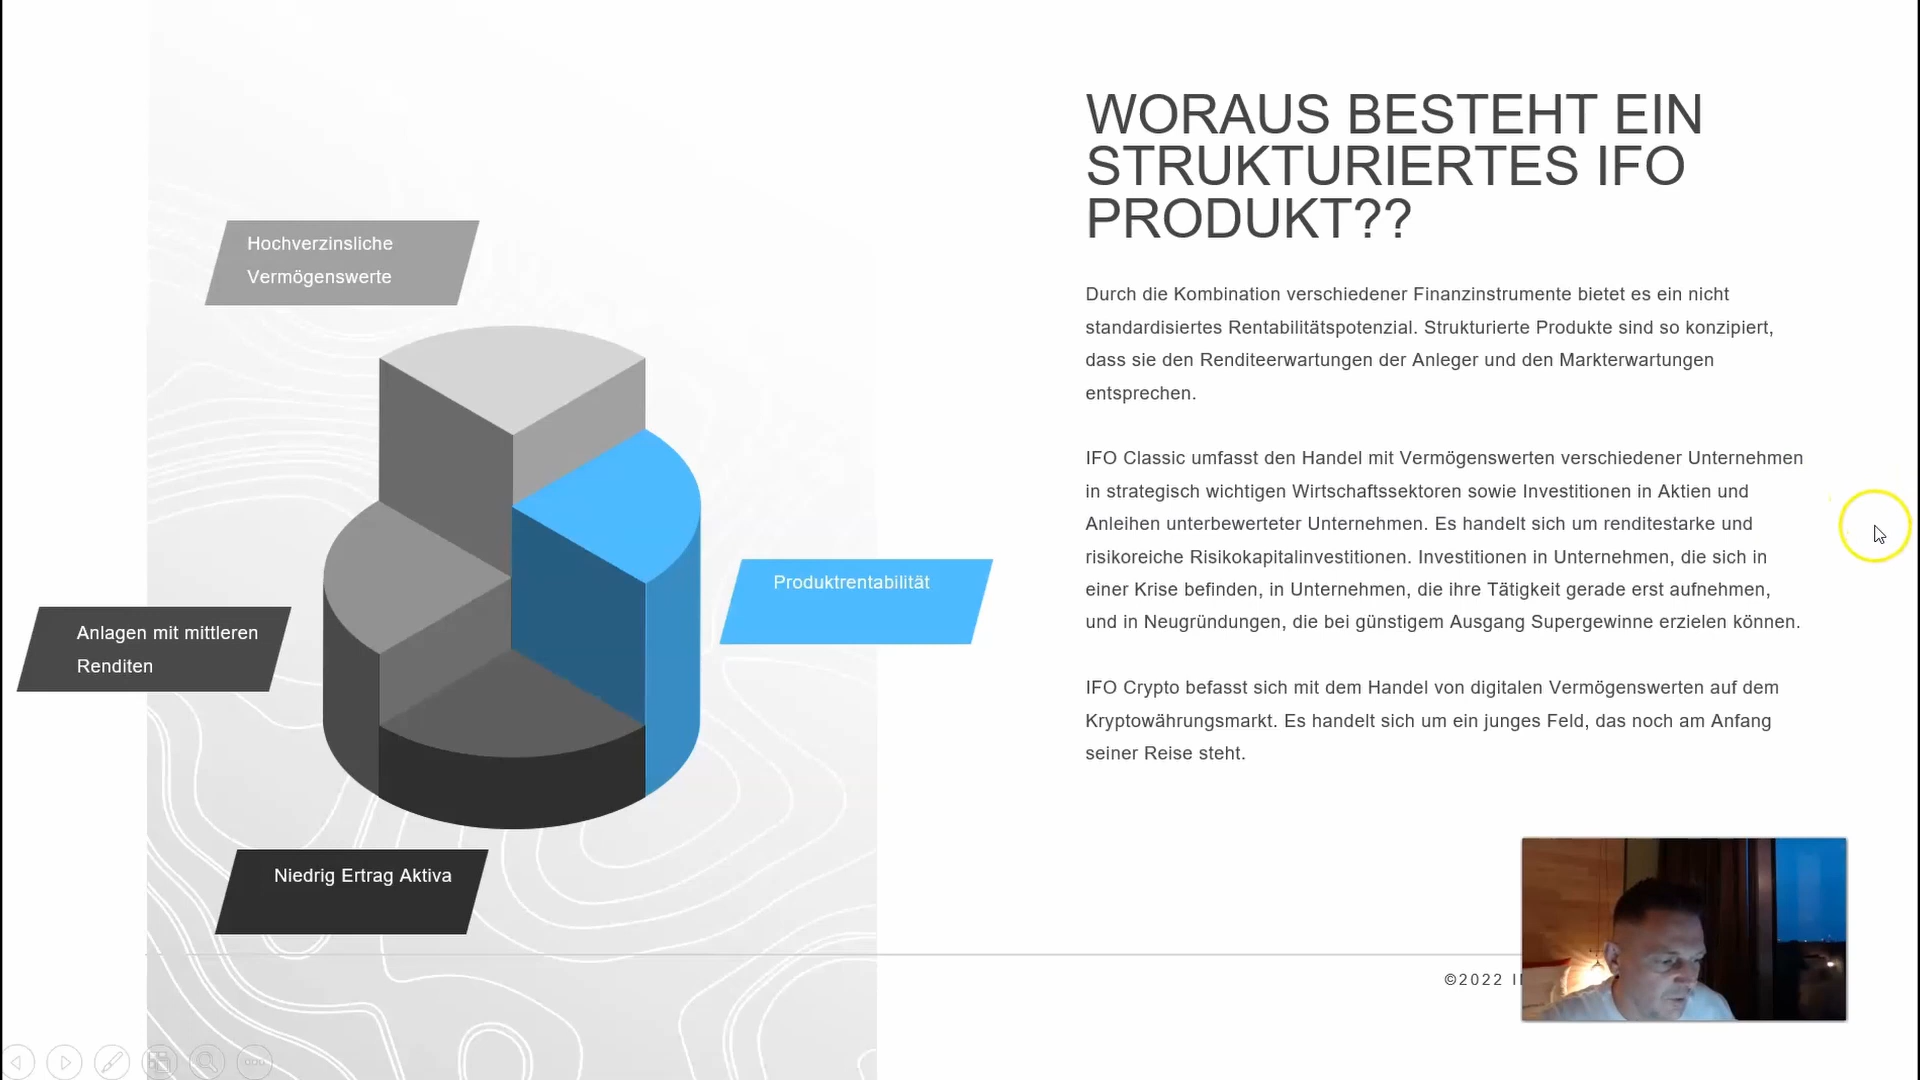 WORAUS BESTEHT EIN
STRUKTURIERTES IFO
PRODUKT??
Durch die Kombination verschiedener Finanzinstrumente bietet es ein nicht
standardisiertes Rentabilitätspotenzial. Strukturierte Produkte sind so konzipiert,
dass sie den Renditeerwartungen der Anleger und den Markterwartungen
entsprechen.
IFO Classic umfasst den Handel mit Vermögenswerten verschiedener Unternehmen
in strategisch wichtigen Wirtschaftssektoren sowie Investitionen in Aktien und
Anleihen unterbewerteter Unternehmen. Es handelt sich um renditestarke und
risikoreiche Risikokapitalinvestitionen. Investitionen in Unternehmen, die sich in
einer Krise befinden, in Unternehmen, die ihre Tätigkeit gerade erst aufnehmen,
und in Neugründungen, die bei günstigem Ausgang Supergewinne erzielen können.
IFO Crypto befasst sich mit dem Handel von digitalen Vermögenswerten auf dem
Kryptowährungsmarkt. Es handelt sich um ein junges Feld, das noch am Anfang
seiner Reise steht.
Hochverzinsliche
Vermögenswerte
Produktrentabilität
Anlagen mit mittleren
Renditen
Niedrig Ertrag Aktiva
©2022